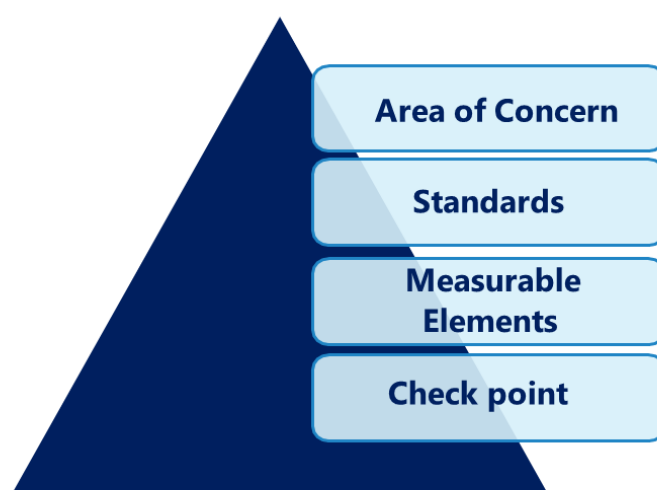 Area of Concern
Standards
Measurable
Elements
Check point